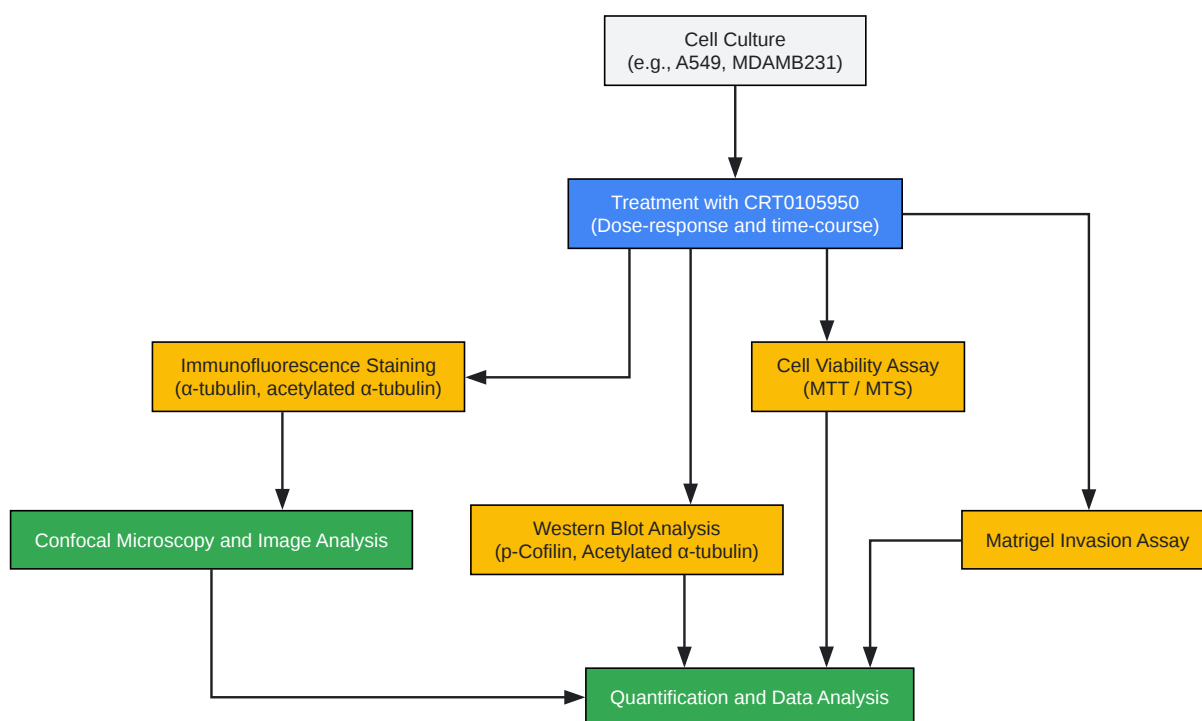 Cell Culture
(e.g., A549, MDAMB231)
Treatment with CRT0105950
(Dose-response and time-course)
Immunofluorescence Staining
(α-tubulin, acetylated α-tubulin)
Cell Viability Assay
(MTT / MTS)
Confocal Microscopy and Image Analysis
Western Blot Analysis
(p-Cofilin, Acetylated α-tubulin)
Matrigel Invasion Assay
Quantification and Data Analysis